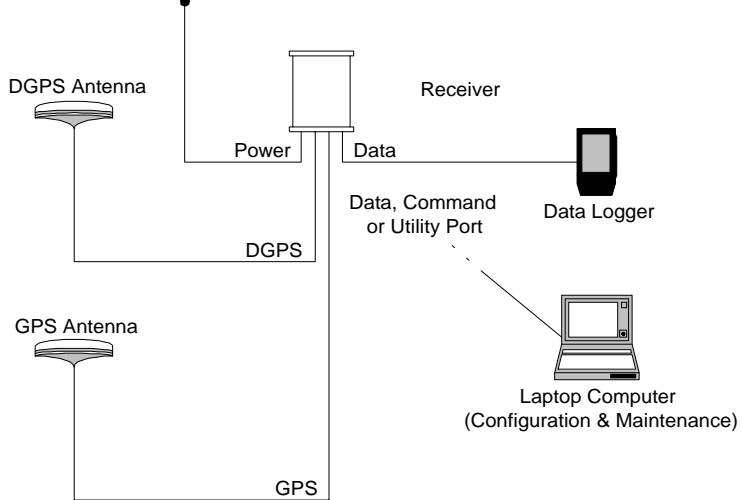 DGPS Antenna
Receiver
Power
Data
Data, Command
or Utility Port
Data Logger
DGPS
GPS Antenna
Laptop Computer
(Configuration & Maintenance)
GPS